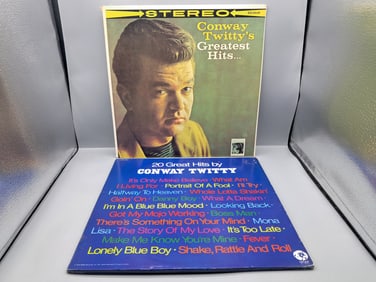 STEREO
Conway
Twitty's
Greatest
Hits...
20 Great Hits by
CONWAY TWITTY
It's Only Make Believe · What Am
I Living For · Portrait Of A Fool · I'll Try
Halfway To Heaven · Whole Lotta Shakin'
Goin' On · Danny Boy · What A Dream
I'm In A Blue Blue Mood · Looking Back
Got My Mojo Working · Boss Man
There's Something On Your Mind · Mona
Lisa · The Story Of My Love · It's Too Late
Make Me Know You're Mine · Fever
Lonely Blue Boy · Shake, Rattle And Roll